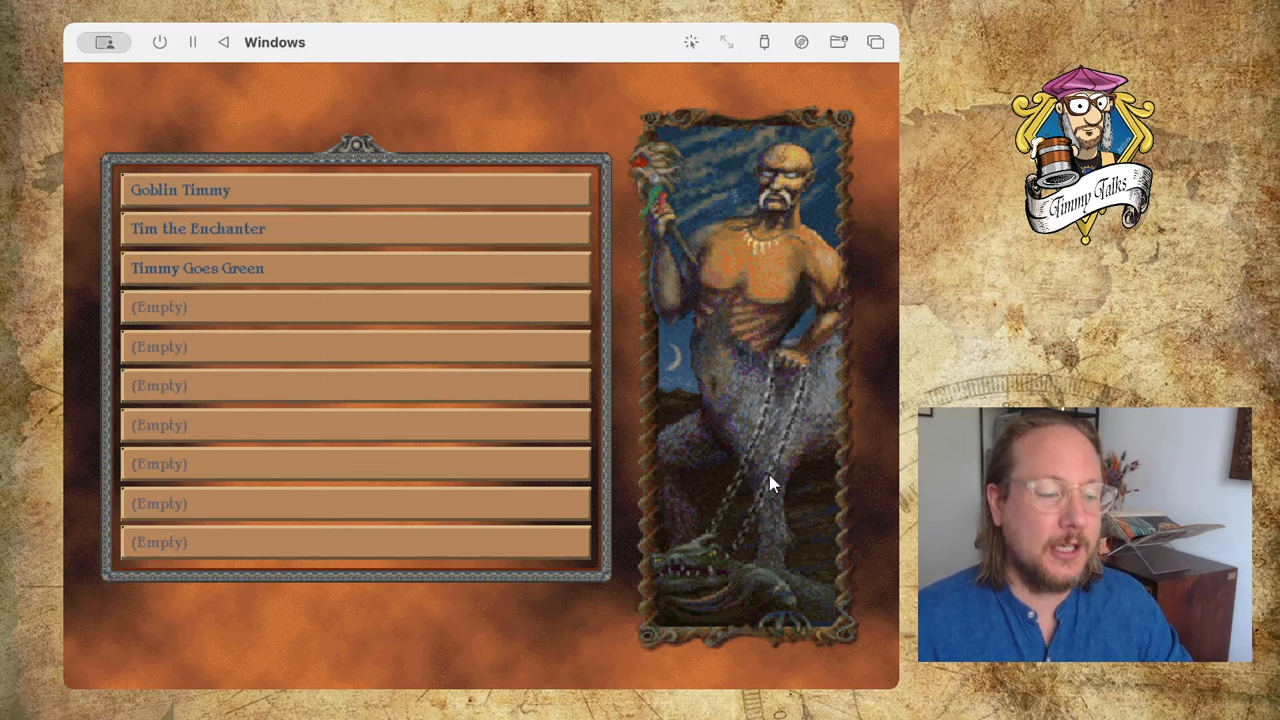 Windows
Goblin Timmy
Tim the Enchanter
Timmy Goes Green
(Empty)
(Empty)
(Empty)
(Empty)
(Empty)
(Empty)
(Empty)
Timmy Talks